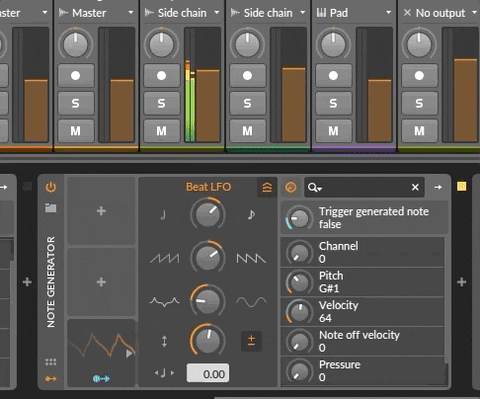 Master
Side chain
Side chain
Pad
No output
S
M
S
M
S
M
S
M
S
M
S
M
Beat LFO
NOTE GENERATOR
0.00
Trigger generated note
false
Channel
0
Pitch
G#1
Velocity
64
Note off velocity
0
Pressure
0